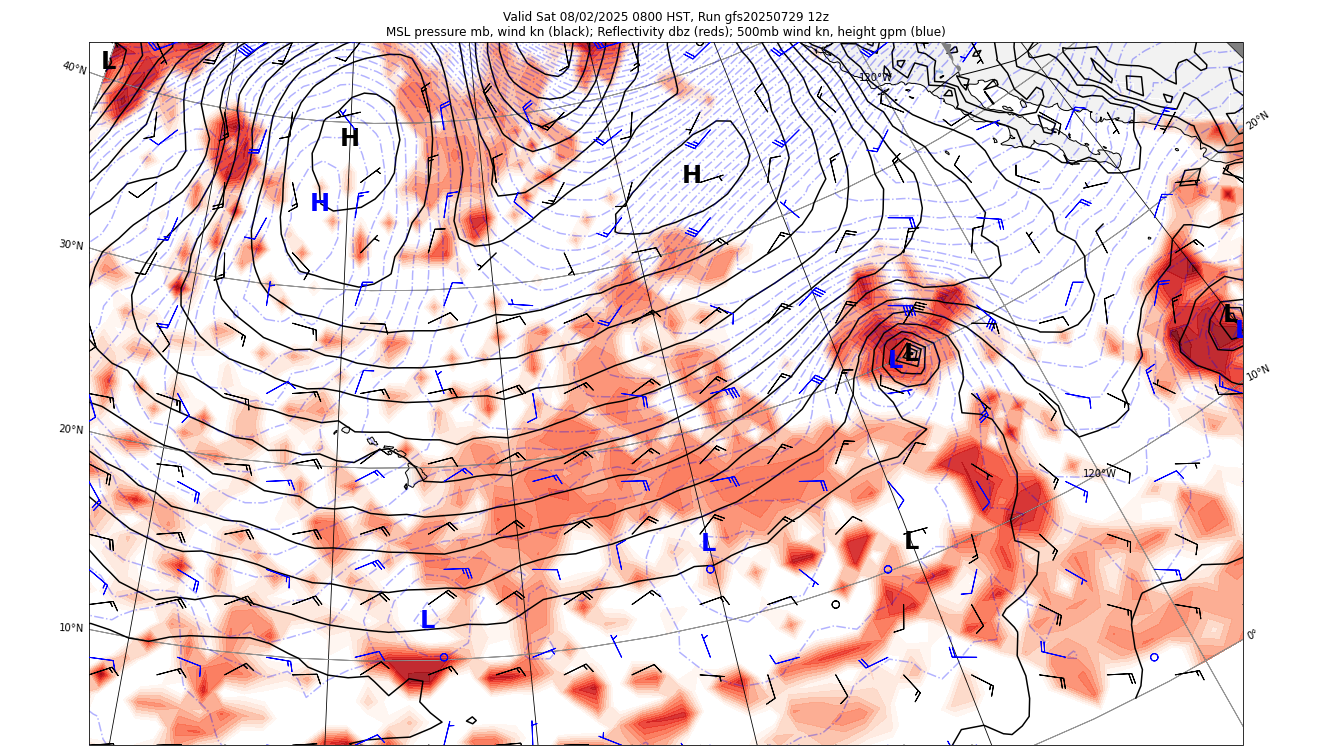 Valid Sat 08/02/2025 0800 HST, Run gfs20250729 12z
MSL pressure mb, wind kn (black); Reflectivity dbz (reds); 500mb wind kn, height gpm (blue)
L
40°N
120°W
20°N
H
H
H
30°N
L
L
L
L
10°N
20°N
120°W
L
L
L
10°N
0°